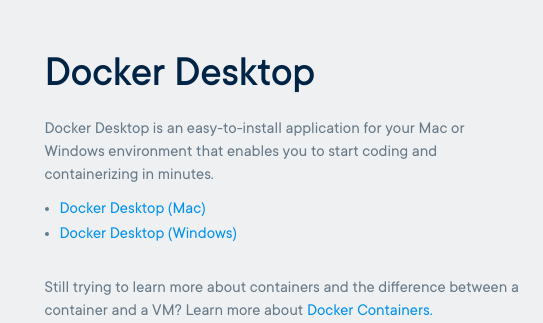 Docker Desktop
Docker Desktop is an easy-to-install application for your Mac or
Windows environment that enables you to start coding and
containerizing in minutes.
• Docker Desktop (Mac)
• Docker Desktop (Windows)
Still trying to learn more about containers and the difference between a
container and a VM? Learn more about Docker Containers.